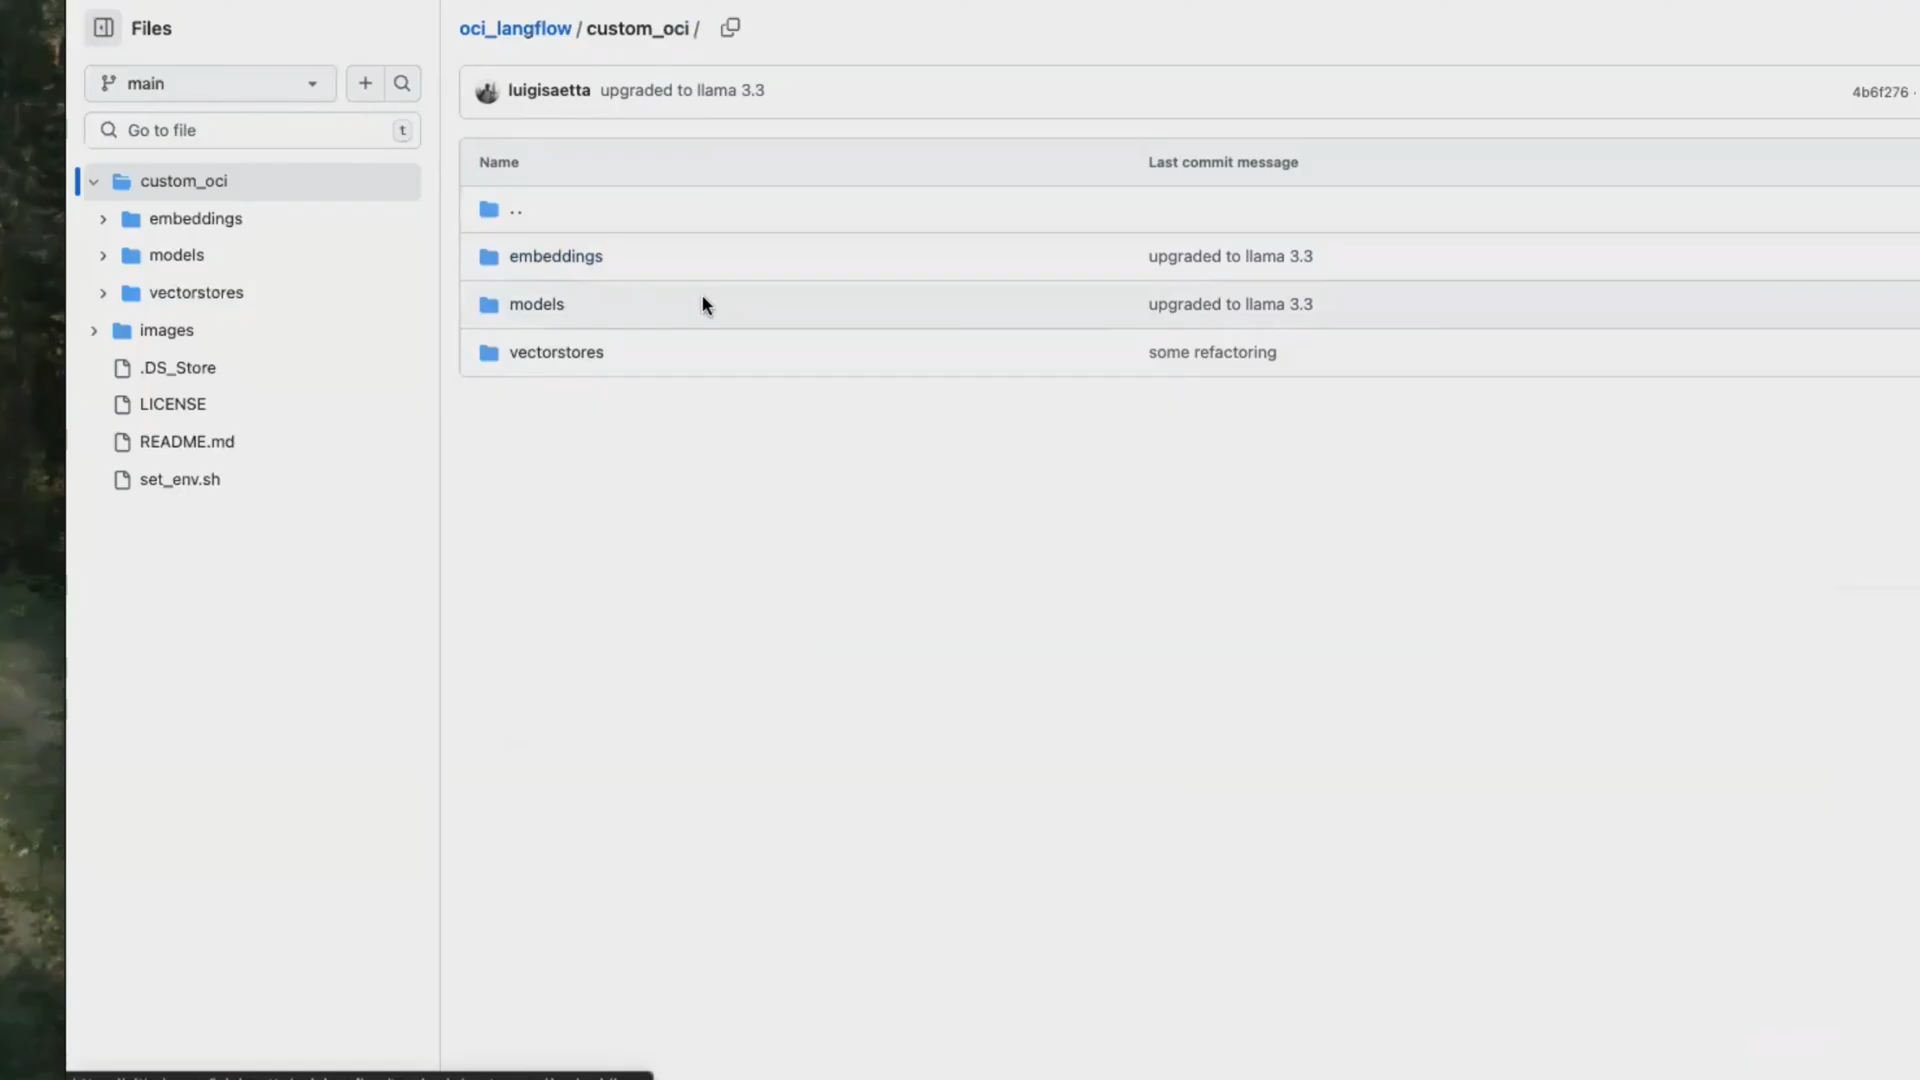 Files
main
Go to file
t
custom_oci
embeddings
models
vectorstores
images
.DS_Store
LICENSE
README.md
set_env.sh
oci_langflow / custom_oci /
luigisaetta upgraded to llama 3.3
4b6f276 ·
Name Last commit message
..
embeddings upgraded to llama 3.3
models upgraded to llama 3.3
vectorstores some refactoring